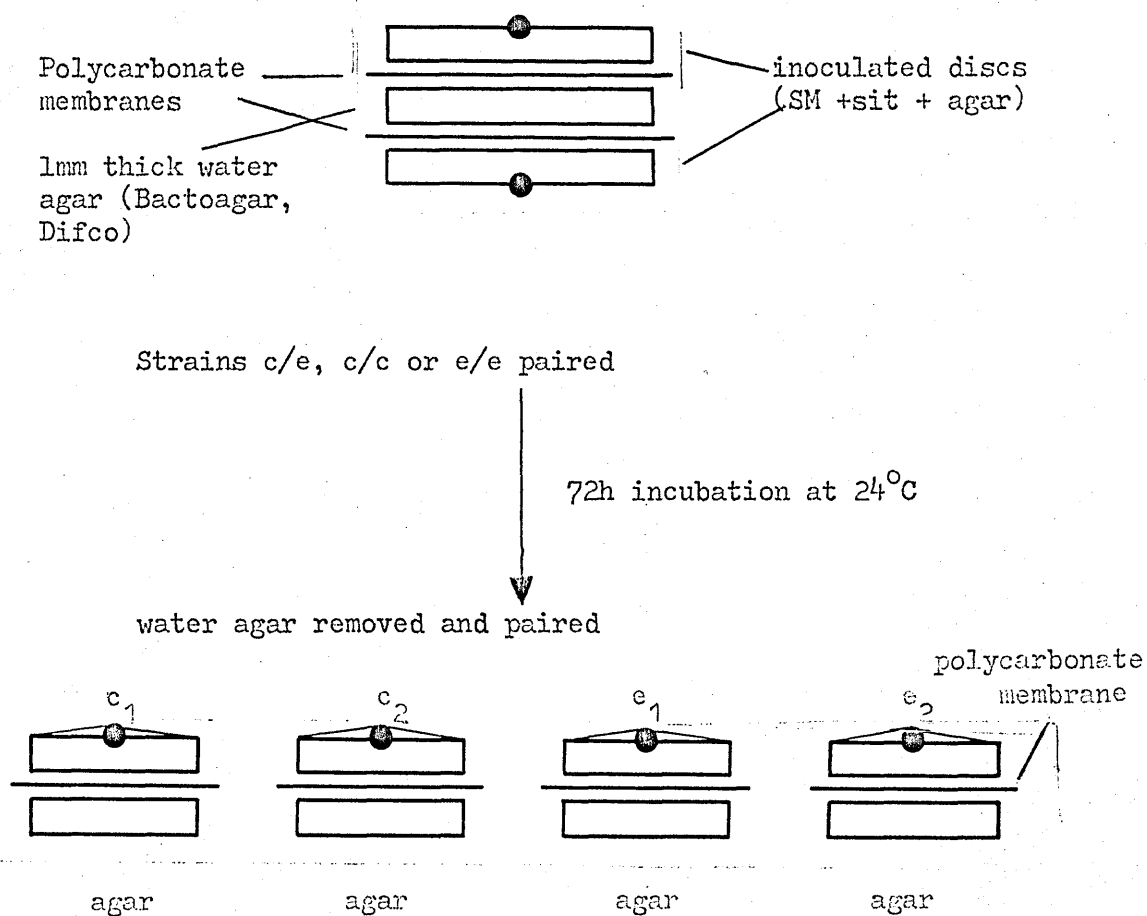 Polycarbonate
membranes
1mm thick water
agar (Bactoagar,
Difco)
inoculated discs
(SM +sit + agar)
Strains c/e, c/c or e/e paired
72h incubation at 24°C
water agar removed and paired
polycarbonate
membrane
c₁ c₂ e₁ e₂
agar agar agar agar